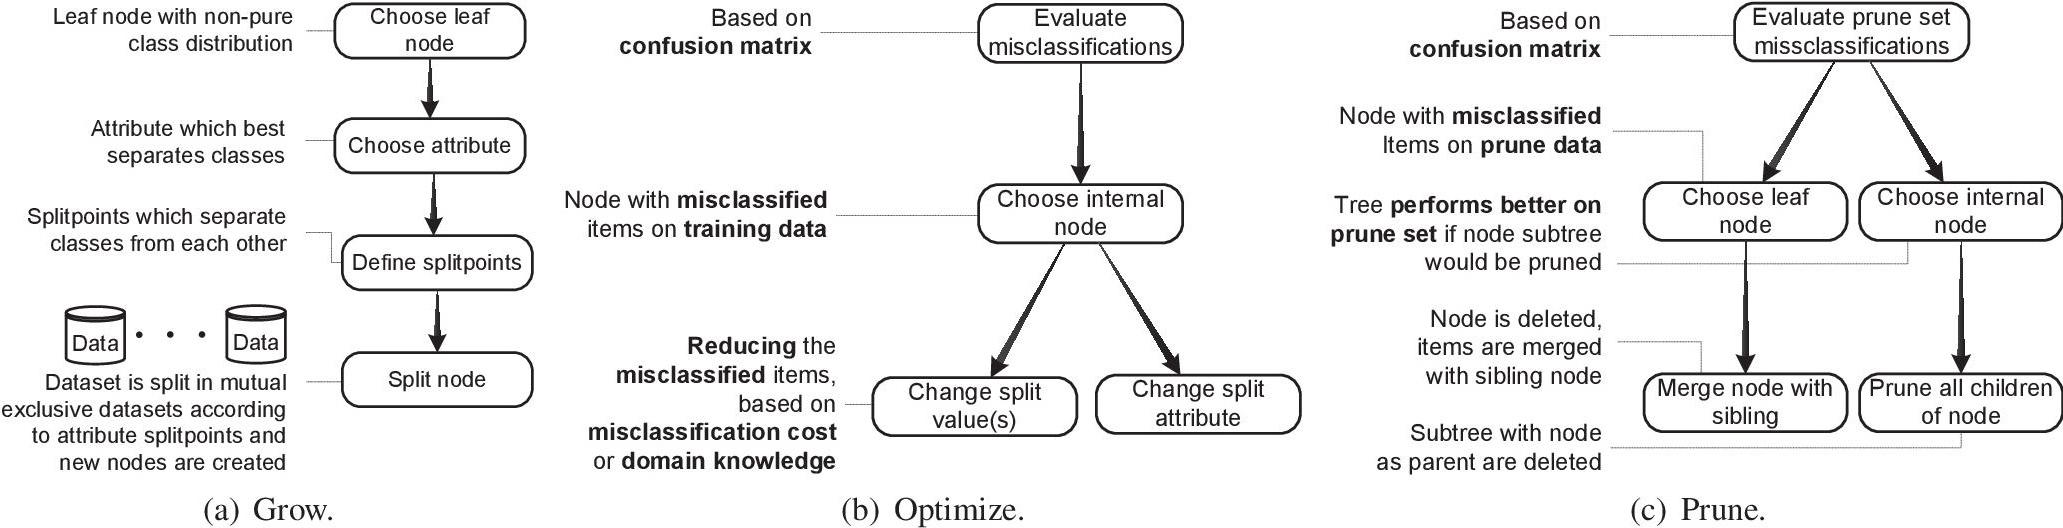 Leaf node with non-pure
class distribution
Choose leaf
node
Attribute which best
separates classes
Choose attribute
Splitpoints which separate
classes from each other
Define splitpoints
Data
Data
Dataset is split in mutual
exclusive datasets according
to attribute splitpoints and
new nodes are created
Split node
(a) Grow.
Based on
confusion matrix
Evaluate
misclassifications
Node with misclassified
items on training data
Choose internal
node
Reducing the
misclassified items,
based on
misclassification cost
or domain knowledge
Change split
value(s)
Change split
attribute
(b) Optimize.
Based on
confusion matrix
Evaluate prune set
missclassifications
Node with misclassified
Items on prune data
Choose leaf
node
Choose internal
node
Tree performs better on
prune set if node subtree
would be pruned
Node is deleted,
items are merged
with sibling node
Merge node with
sibling
Prune all children
of node
Subtree with node
as parent are deleted
(c) Prune.